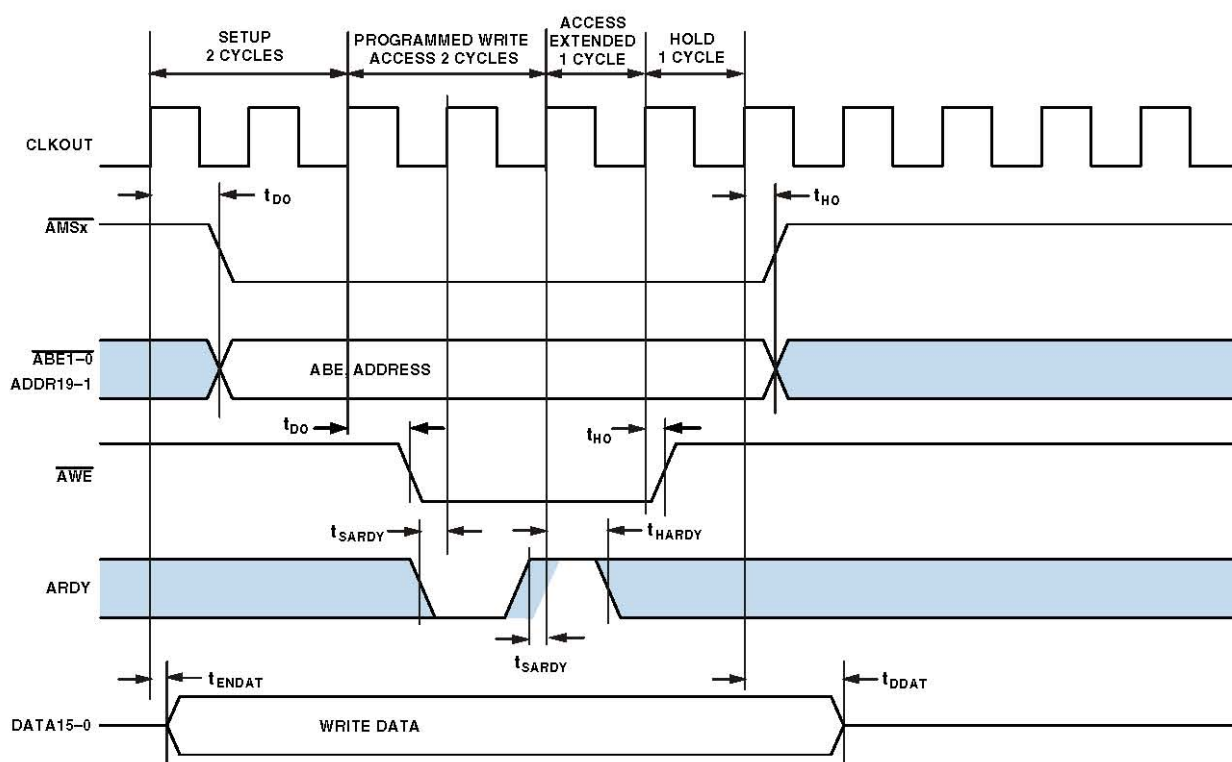 SETUP
2 CYCLES
PROGRAMMED WRITE
ACCESS 2 CYCLES
ACCESS
EXTENDED
1 CYCLE
HOLD
1 CYCLE
CLKOUT
tDO
tHO
AMSx
ABE1–0
ADDR19–1
ABE, ADDRESS
tDO
tHO
AWE
tSARDY
tHARDY
ARDY
tSARDY
tENDAT
tDDAT
DATA15–0
WRITE DATA